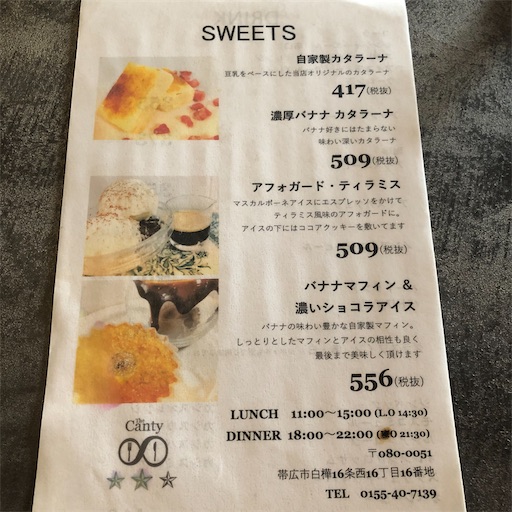 SWEETS
自家製カタラーナ
豆乳をベースにした当店オリジナルのカタラーナ
417(税抜)
濃厚バナナ カタラーナ
バナナ好きにはたまらない
味わい深いカタラーナ
509(税抜)
アフォガード・ティラミス
マスカルポーネアイスにエスプレッソをかけて
ティラミス風味のアフォガードに。
アイスの下にはココアクッキーを敷いてます
509(税抜)
バナナマフィン &
濃いショコラアイス
バナナの味わい豊かな自家製マフィン。
しっとりとしたマフィンとアイスの相性も良く
最後まで美味しく頂けます
556(税抜)
The Canty
LUNCH 11:00〜15:00 (L.O 14:30)
DINNER 18:00〜22:00 (O 21:30)
〒080-0051
帯広市白樺16条西16丁目16番地
TEL 0155-40-7139